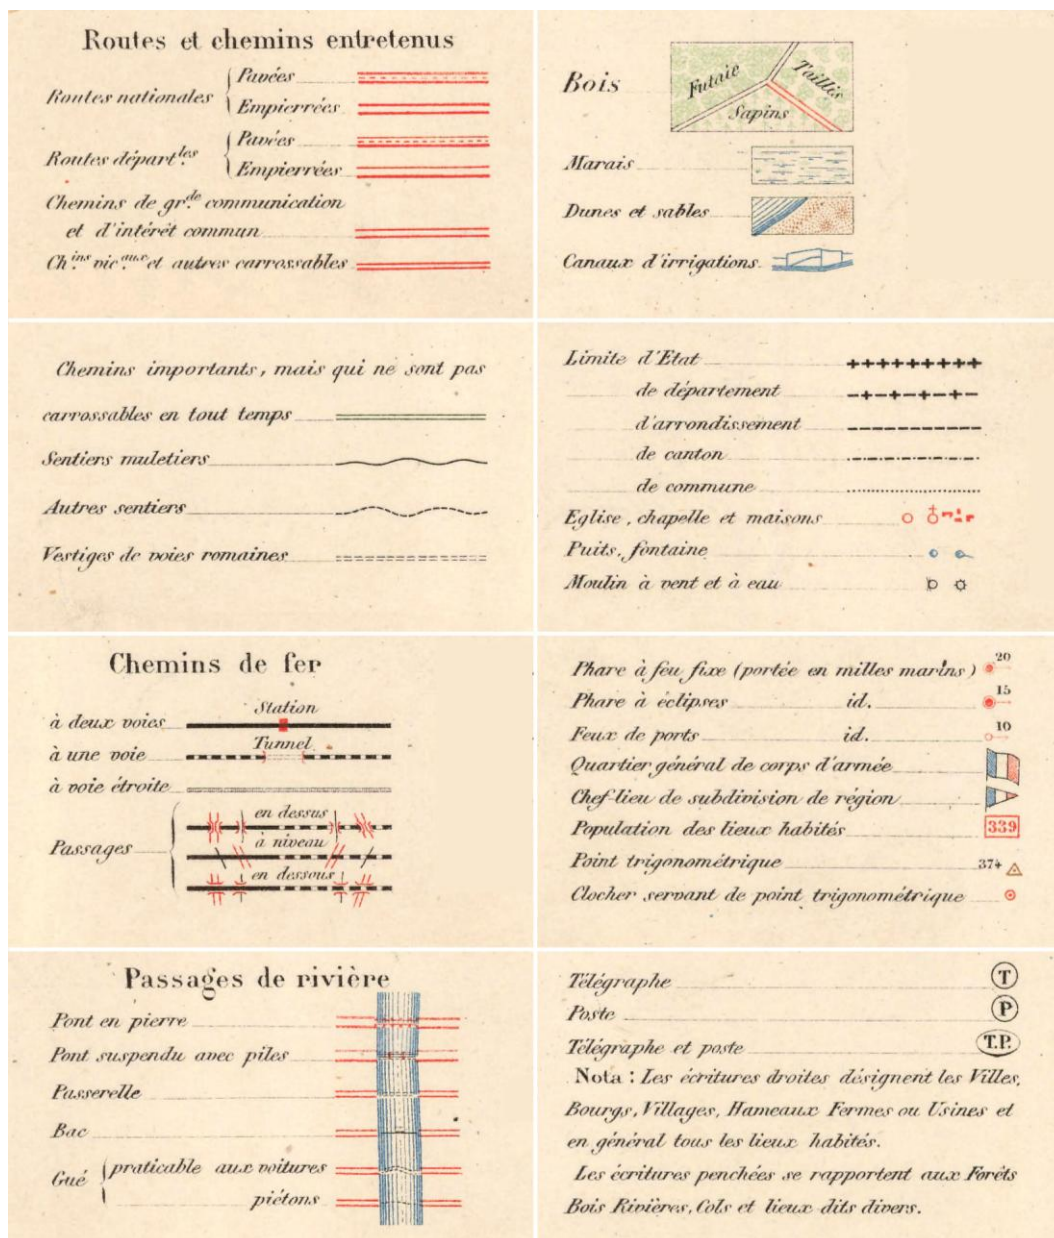 Routes et chemins entretenus
Routes nationales
Pavées
Empierrées
Routes départ.les
Pavées
Empierrées
Chemins de gr.de communication
et d'intérêt commun
Ch.ins vic.aux et autres carrossables
Bois
Futaie
Taillis
Sapins
Marais
Dunes et sables
Canaux d'irrigations
Chemins importants, mais qui ne sont pas
carrossables en tout temps
Sentiers muletiers
Autres sentiers
Vestiges de voies romaines
Limite d'Etat
de département
d'arrondissement
de canton
de commune
Eglise, chapelle et maisons
Puits, fontaine
Moulin à vent et à eau
Chemins de fer
à deux voies
Station
à une voie
Tunnel
à voie étroite
Passages
en dessus
à niveau
en dessous
Phare à feu fixe (portée en milles marins) 20
Phare à éclipses id. 15
Feux de ports id. 10
Quartier général de corps d'armée
Chef-lieu de subdivision de région
Population des lieux habités 339
Point trigonométrique 374
Clocher servant de point trigonométrique
Passages de rivière
Pont en pierre
Pont suspendu avec piles
Passerelle
Bac
Gué
praticable aux voitures
piétons
Télégraphe T
Poste P
Télégraphe et poste T.P.
Nota : Les écritures droites désignent les Villes,
Bourgs, Villages, Hameaux Fermes ou Usines et
en général tous les lieux habités.
Les écritures penchées se rapportent aux Forêts
Bois Rivières, Cols et lieux dits divers.